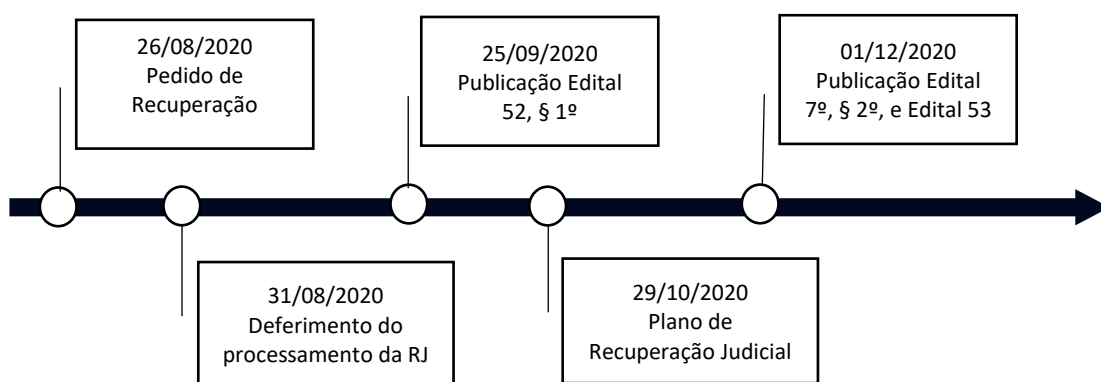 26/08/2020
Pedido de
Recuperação
25/09/2020
Publicação Edital
52, § 1º
01/12/2020
Publicação Edital
7º, § 2º, e Edital 53
31/08/2020
Deferimento do
processamento da RJ
29/10/2020
Plano de
Recuperação Judicial